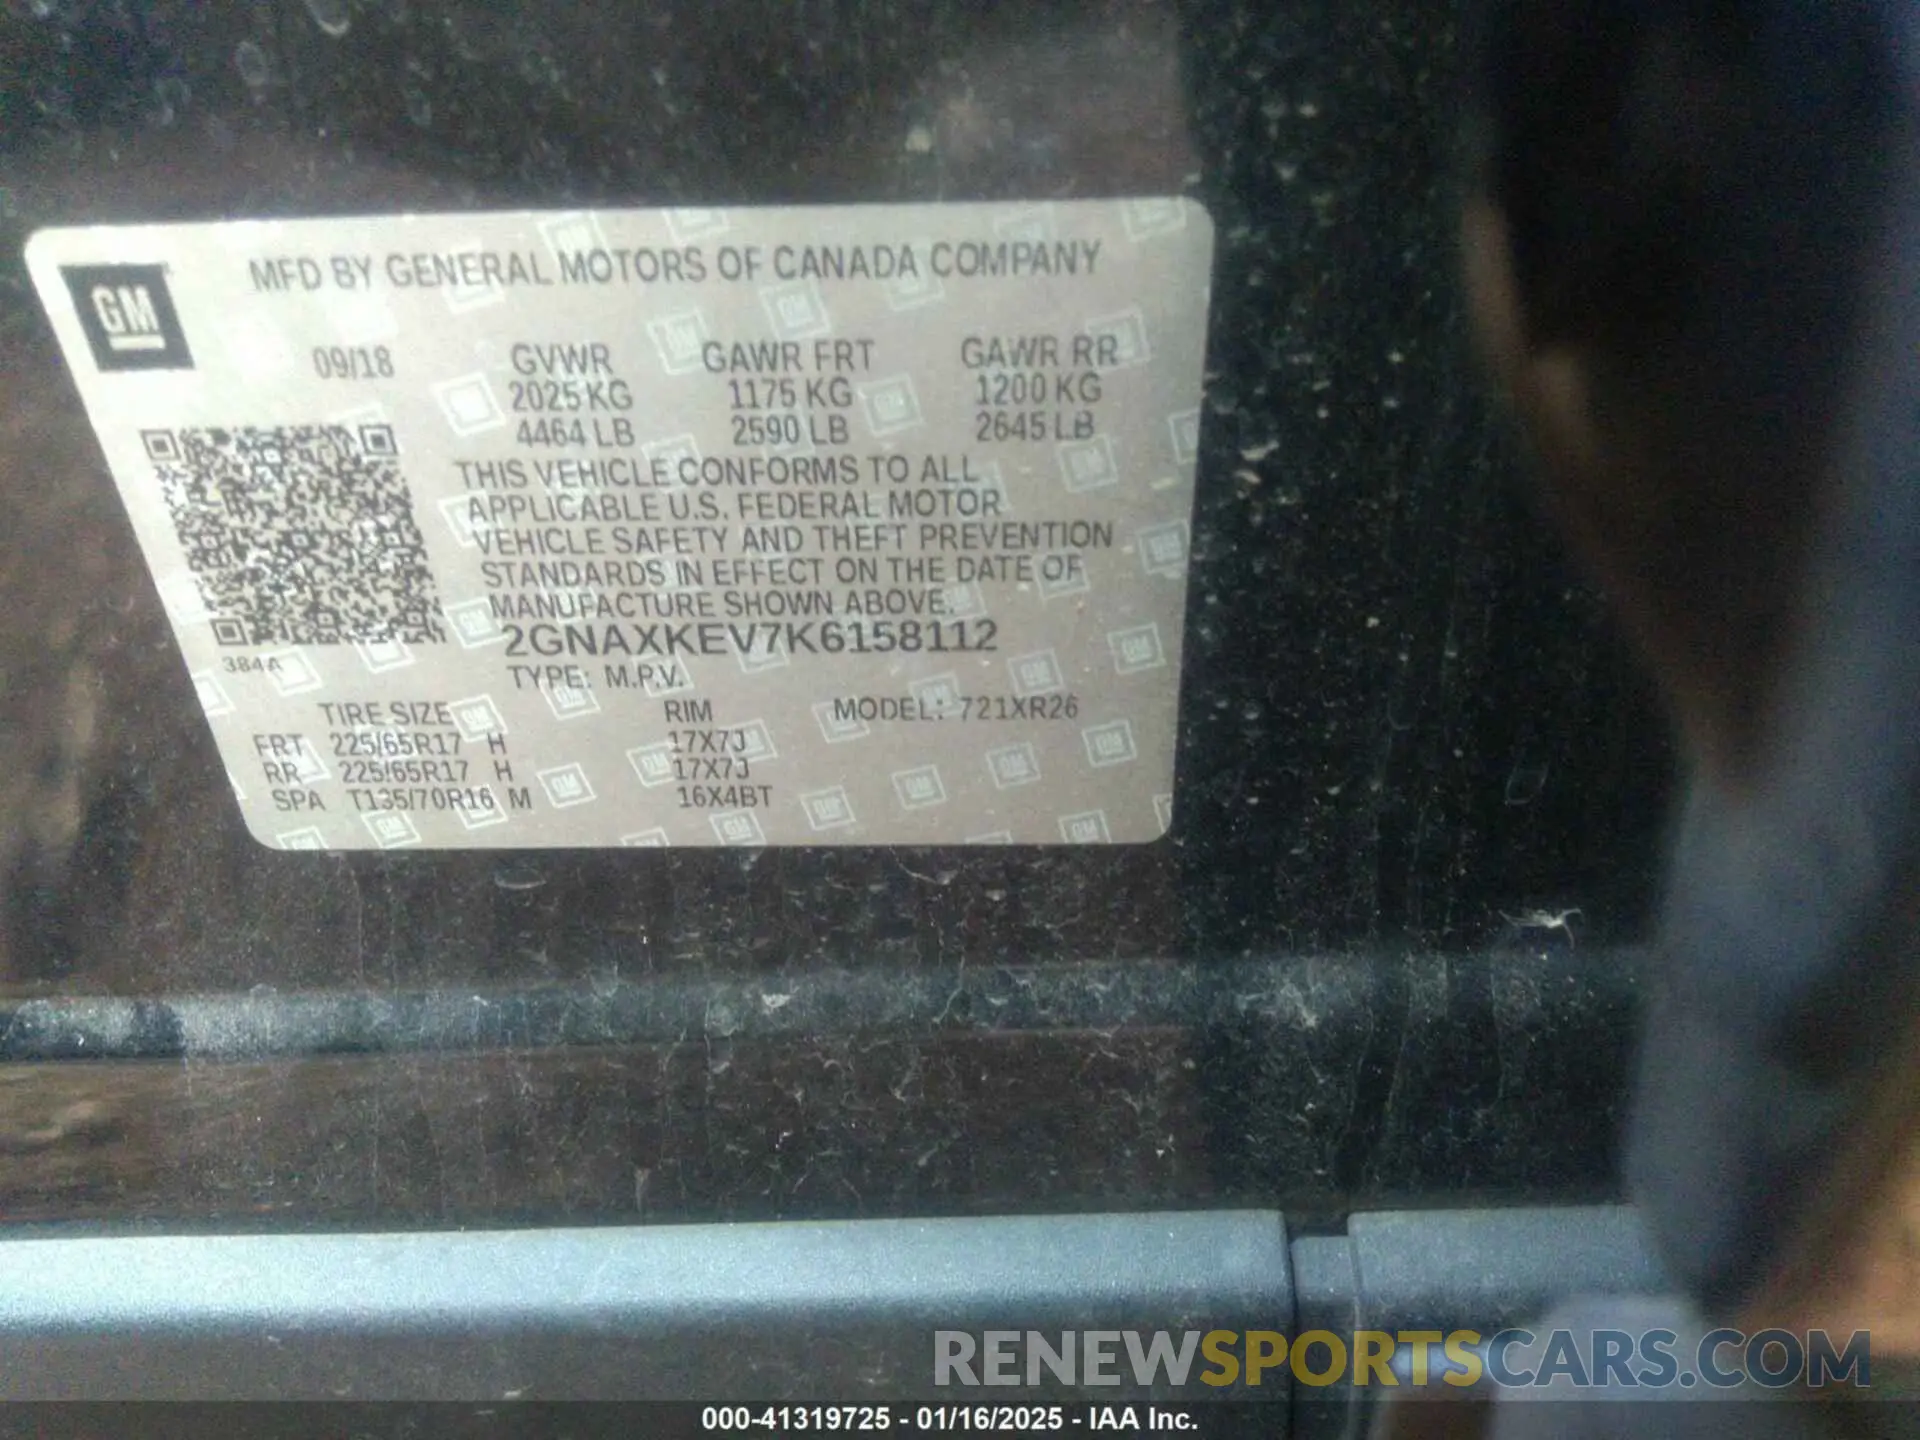 GM
MFD BY GENERAL MOTORS OF CANADA COMPANY
09/18 GVWR GAWR FRT GAWR RR
2025 KG 1175 KG 1200 KG
4464 LB 2590 LB 2645 LB
THIS VEHICLE CONFORMS TO ALL
APPLICABLE U.S. FEDERAL MOTOR
VEHICLE SAFETY AND THEFT PREVENTION
STANDARDS IN EFFECT ON THE DATE OF
MANUFACTURE SHOWN ABOVE.
2GNAXKEV7K6158112
384A
TYPE: M.P.V.
TIRE SIZE RIM MODEL: 721XR26
FRT 225/65R17 H 17X7J
RR 225/65R17 H 17X7J
SPA T135/70R16 M 16X4BT
RENEWSPORTSCARS.COM
000-41319725 - 01/16/2025 - IAA Inc.